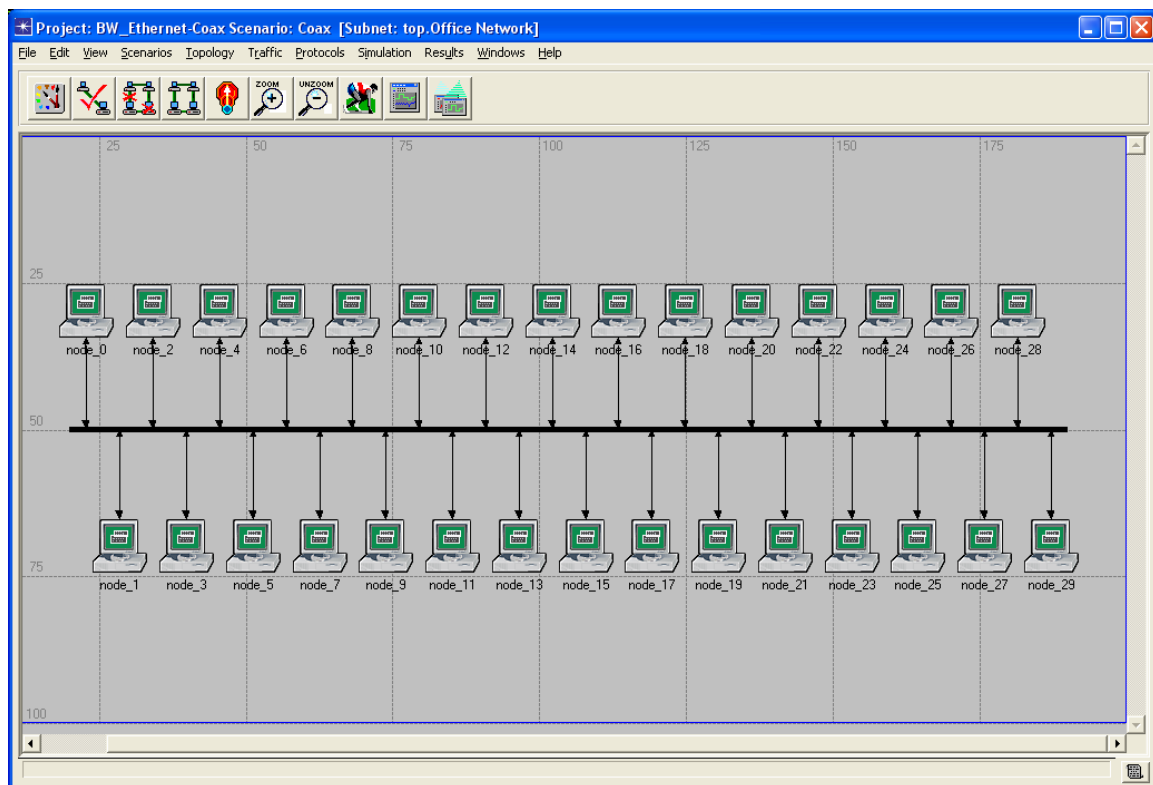 Project: BW_Ethernet-Coax Scenario: Coax [Subnet: top.Office Network]
File Edit View Scenarios Topology Traffic Protocols Simulation Results Windows Help
ZOOM UNZOOM
25 50 75 100 125 150 175
25
node_0 node_2 node_4 node_6 node_8 node_10 node_12 node_14 node_16 node_18 node_20 node_22 node_24 node_26 node_28
50
75
node_1 node_3 node_5 node_7 node_9 node_11 node_13 node_15 node_17 node_19 node_21 node_23 node_25 node_27 node_29
100